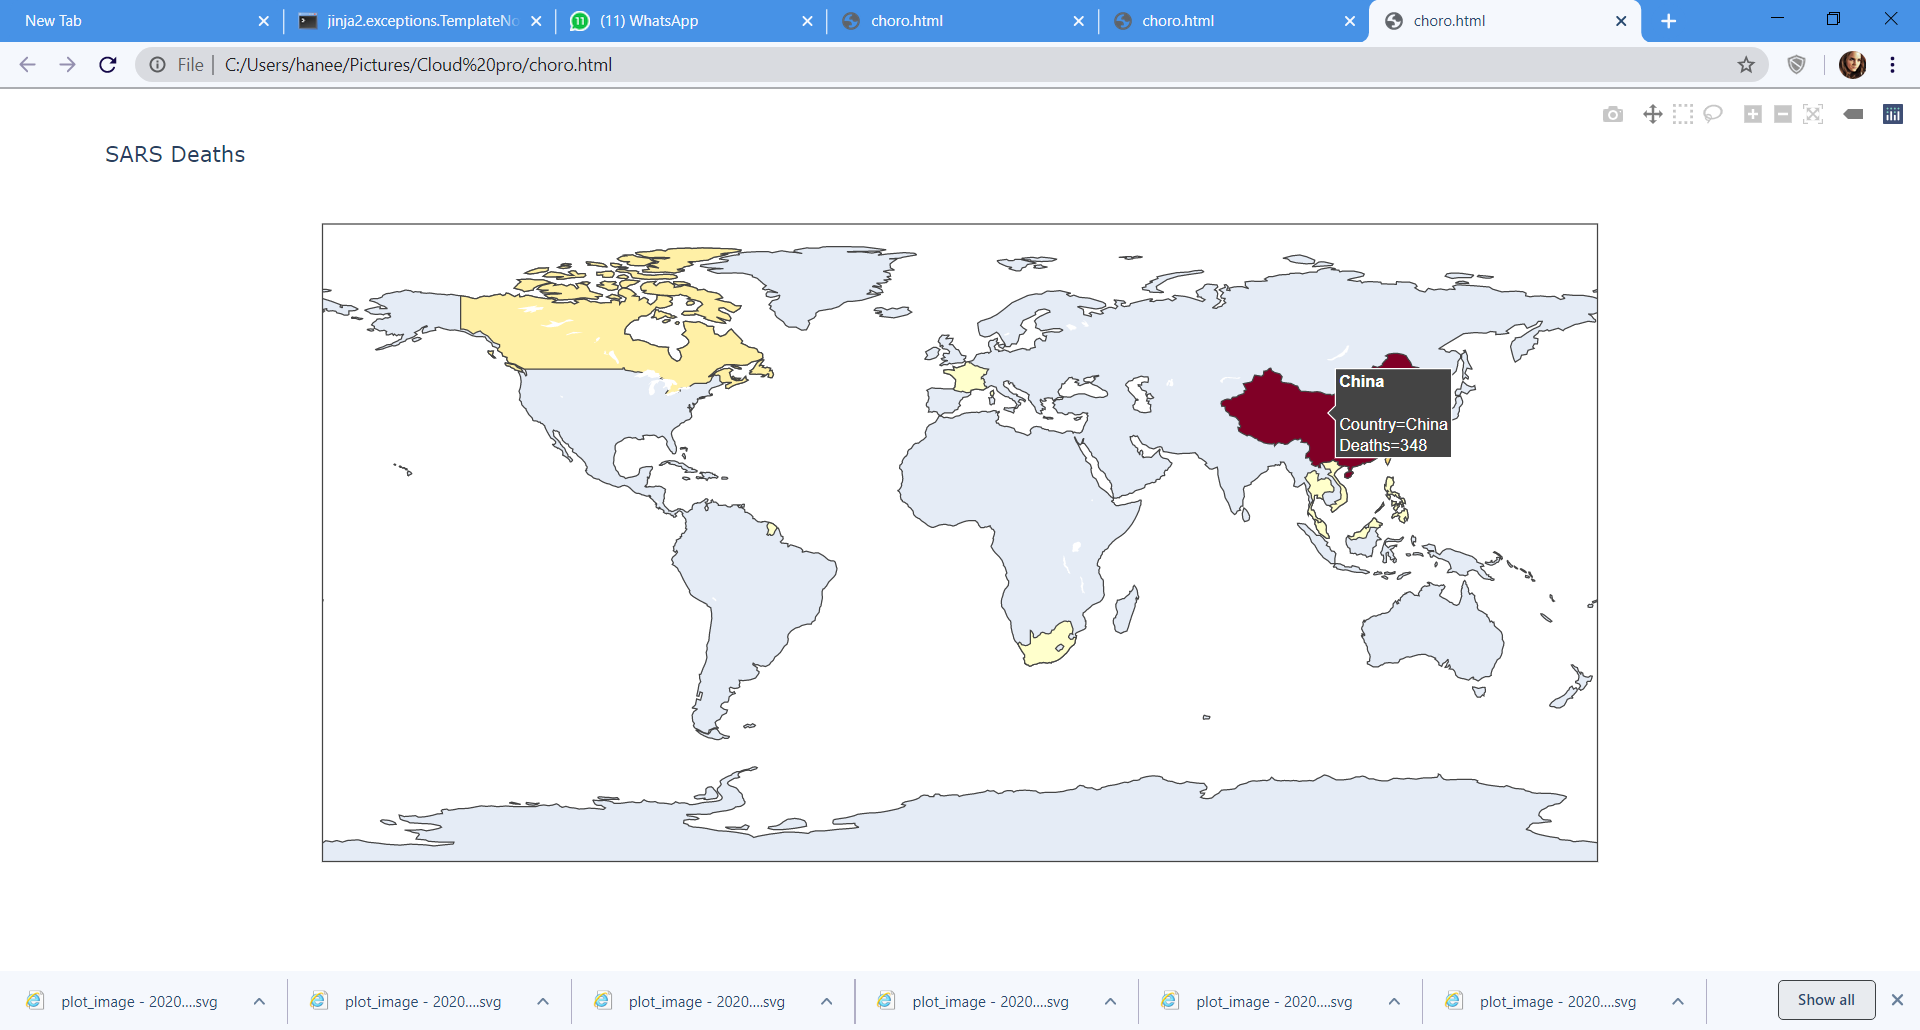 New Tab
jinja2.exceptions.TemplateNo
(11) WhatsApp
choro.html
choro.html
choro.html
File
C:/Users/hanee/Pictures/Cloud%20pro/choro.html
SARS Deaths
China
Country=China
Deaths=348
plot_image - 2020....svg
plot_image - 2020....svg
plot_image - 2020....svg
plot_image - 2020....svg
plot_image - 2020....svg
plot_image - 2020....svg
Show all